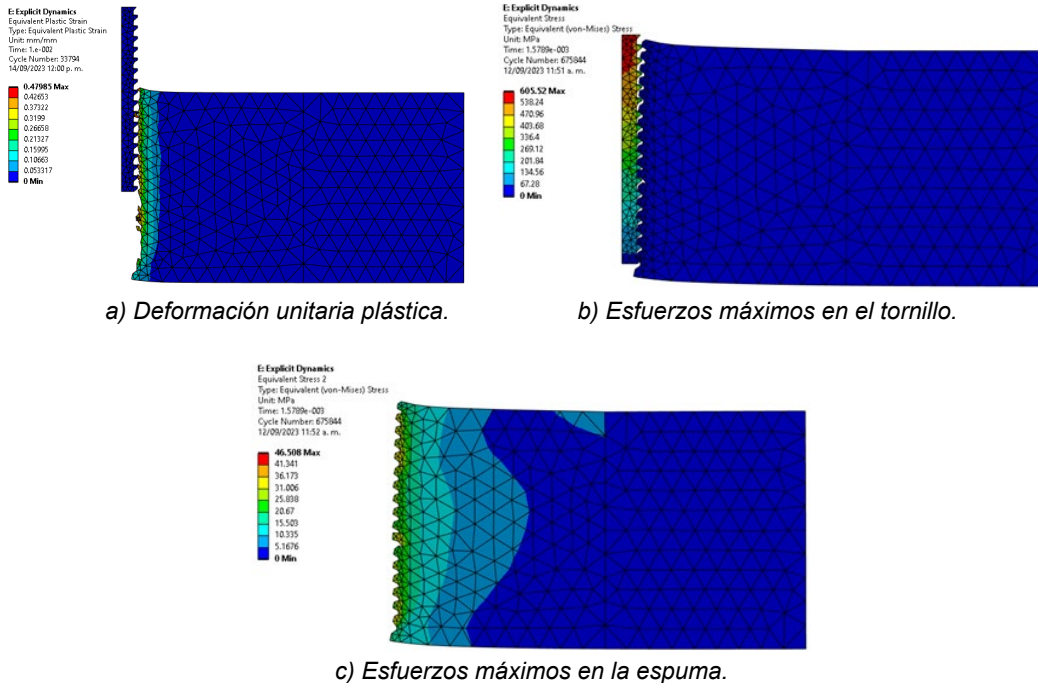 E: Explicit Dynamics
Equivalent Plastic Strain
Type: Equivalent Plastic Strain
Unit: mm/mm
Time: 1.e-002
Cycle Number: 33794
14/09/2023 12:00 p. m.
0.47985 Max
0.42653
0.37322
0.3199
0.26658
0.21327
0.15995
0.10663
0.053317
0 Min
a) Deformación unitaria plástica.
E: Explicit Dynamics
Equivalent Stress
Type: Equivalent (von-Mises) Stress
Unit: MPa
Time: 1.5789e-003
Cycle Number: 675844
12/09/2023 11:51 a. m.
605.52 Max
538.24
470.96
403.68
336.4
269.12
201.84
134.56
67.28
0 Min
b) Esfuerzos máximos en el tornillo.
E: Explicit Dynamics
Equivalent Stress 2
Type: Equivalent (von-Mises) Stress
Unit: MPa
Time: 1.5789e-003
Cycle Number: 675844
12/09/2023 11:52 a. m.
46.508 Max
41.341
36.173
31.006
25.838
20.67
15.503
10.335
5.1676
0 Min
c) Esfuerzos máximos en la espuma.